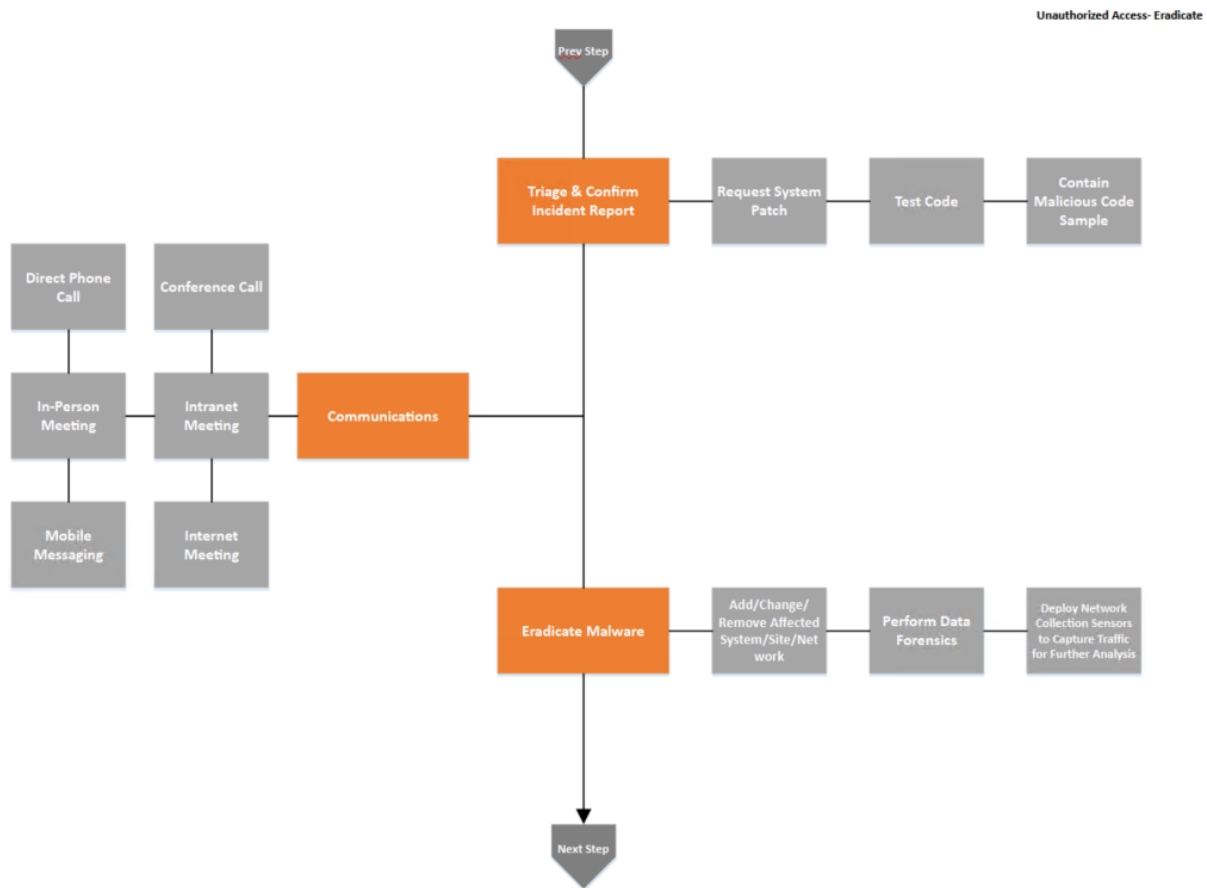 Unauthorized Access- Eradicate
Prev Step
Triage & Confirm
Incident Report
Request System
Patch
Test Code
Contain
Malicious Code
Sample
Direct Phone
Call
Conference Call
In-Person
Meeting
Intranet
Meeting
Communications
Mobile
Messaging
Internet
Meeting
Eradicate Malware
Add/Change/
Remove Affected
System/Site/Net
work
Perform Data
Forensics
Deploy Network
Collection Sensors
to Capture Traffic
for Further Analysis
Next Step